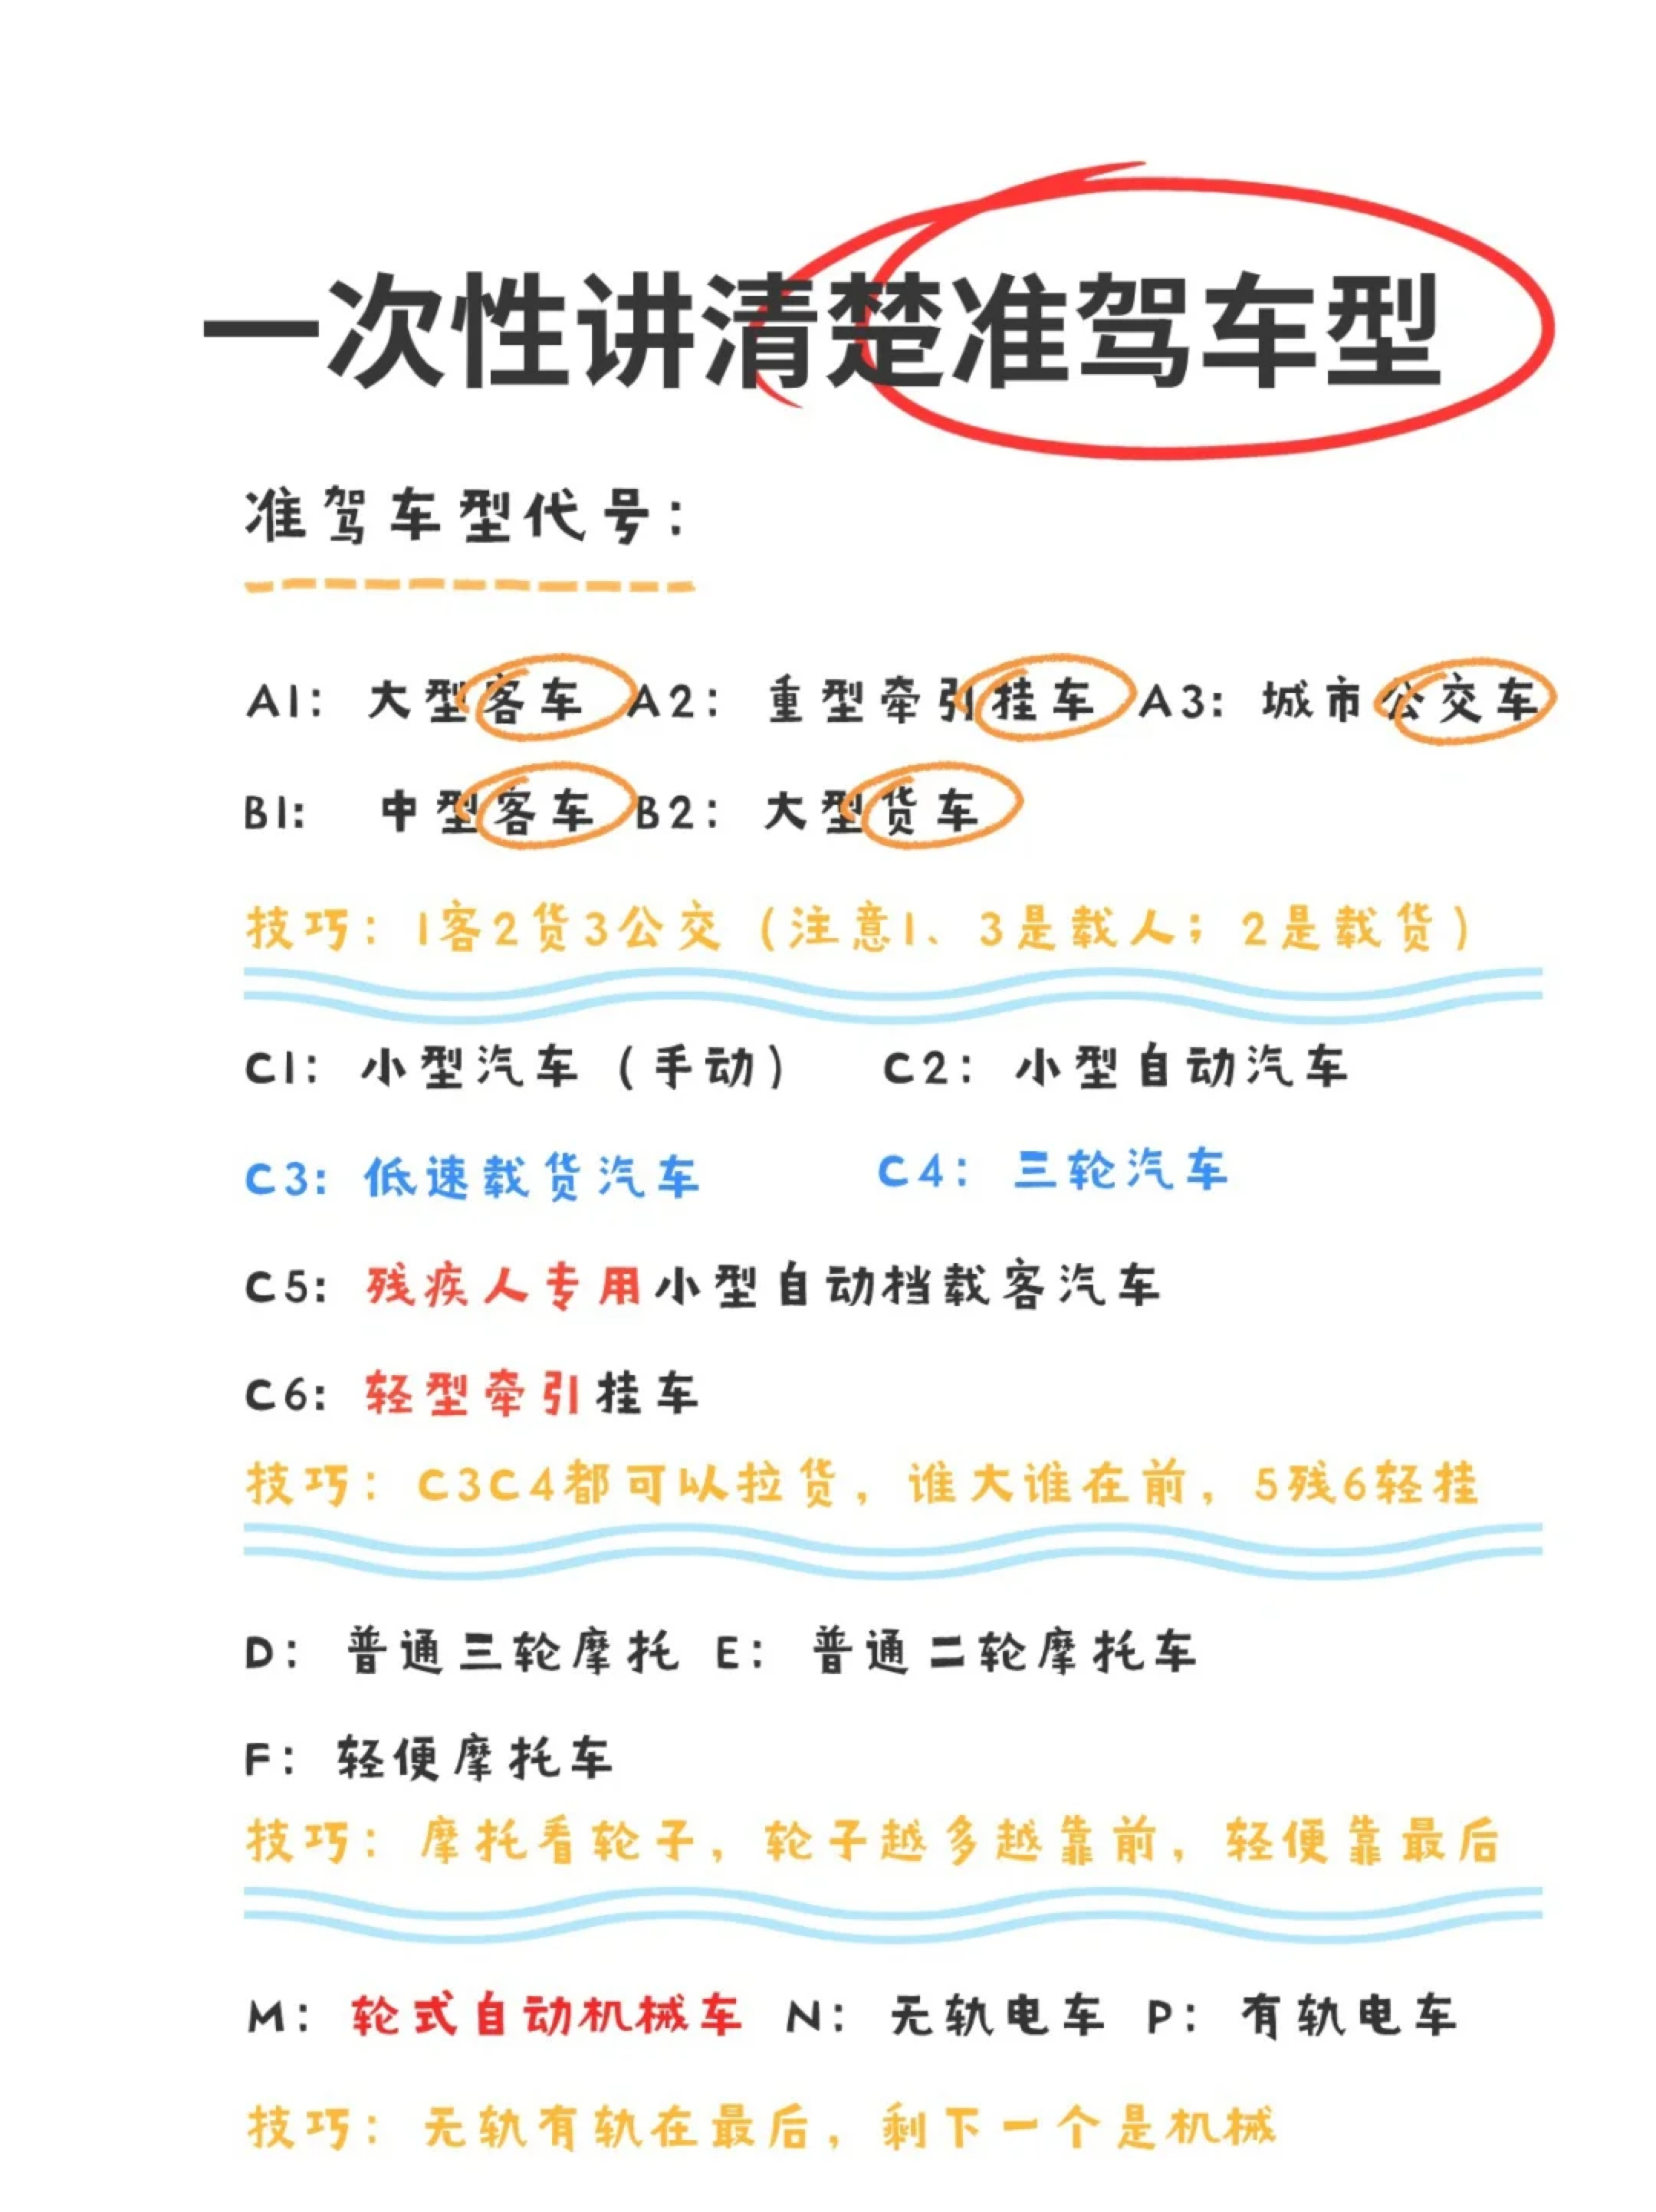 一次性讲清楚准驾车型
准驾车型代号：
A1：大型客车 A2：重型牵引挂车 A3：城市公交车
B1： 中型客车 B2：大型货车
技巧：1客2货3公交（注意1、3是载人；2是载货）
C1：小型汽车（手动） C2：小型自动汽车
C3：低速载货汽车 C4：三轮汽车
C5：残疾人专用小型自动挡载客汽车
C6：轻型牵引挂车
技巧：C3C4都可以拉货，谁大谁在前，5残6轻挂
D：普通三轮摩托 E：普通二轮摩托车
F：轻便摩托车
技巧：摩托看轮子，轮子越多越靠前，轻便靠最后
M：轮式自动机械车 N：无轨电车 P：有轨电车
技巧：无轨有轨在最后，剩下一个是机械